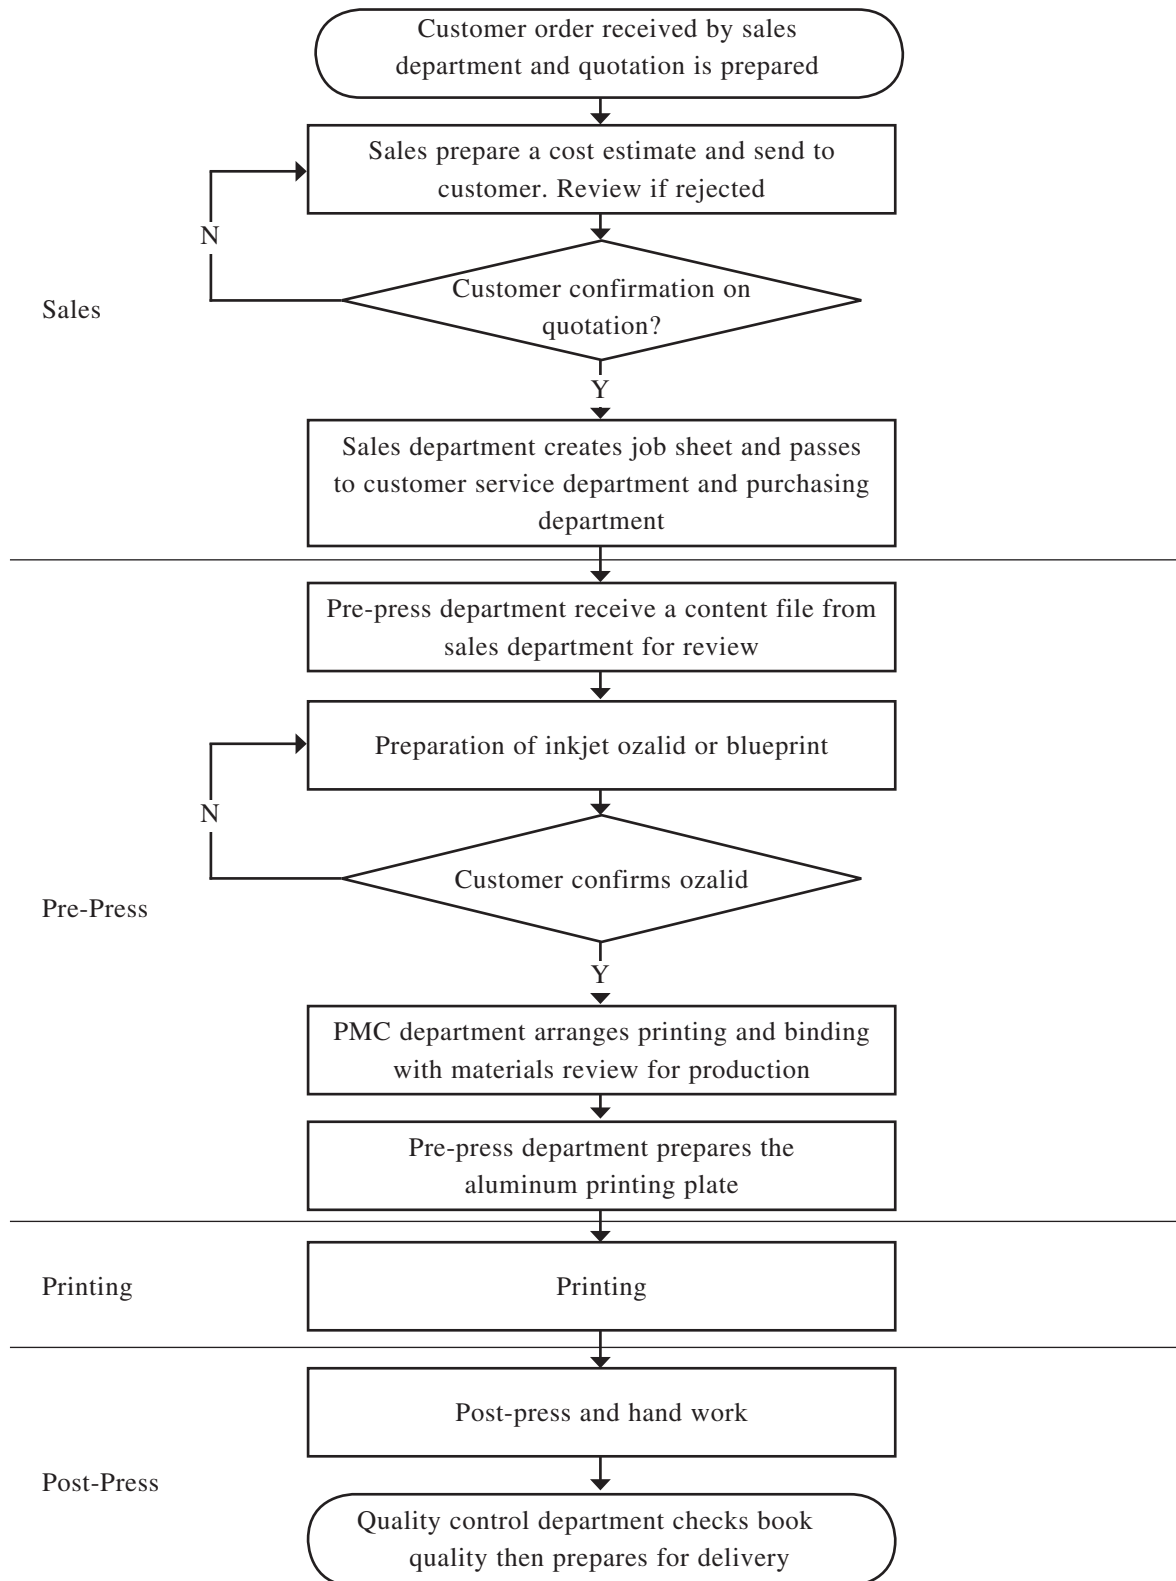 Customer order received by sales
department and quotation is prepared
Sales prepare a cost estimate and send to
customer. Review if rejected
N
Sales
Customer confirmation on
quotation?
Y
Sales department creates job sheet and passes
to customer service department and purchasing
department
Pre-press department receive a content file from
sales department for review
Preparation of inkjet ozalid or blueprint
N
Customer confirms ozalid
Pre-Press
Y
PMC department arranges printing and binding
with materials review for production
Pre-press department prepares the
aluminum printing plate
Printing
Printing
Post-press and hand work
Post-Press
Quality control department checks book
quality then prepares for delivery